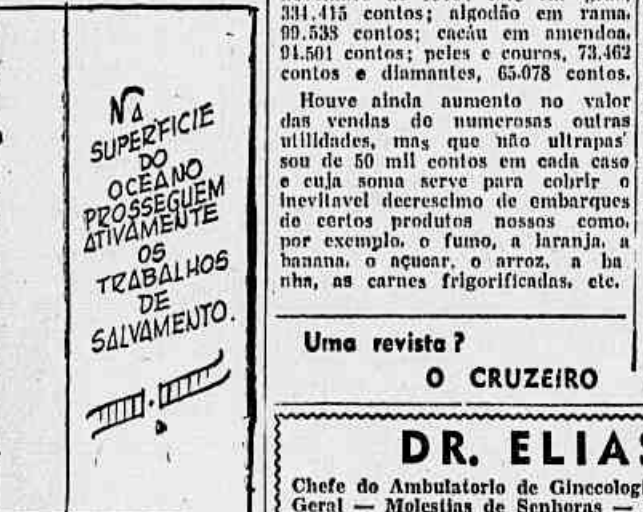 NA
SUPERFICIE
DO
OCEANO
PROSSEGUEM
ATIVAMENTE
OS
TRABALHOS
DE
SALVAMENTO.
334.415 contos; algodão em rama,
99.538 contos; cacáu em amendoa,
94.501 contos; peles e couros, 73.462
contos e diamantes, 65.078 contos.
Houve ainda aumento no valor
das vendas de numerosas outras
utilidades, mas que não ultrapas'
sou de 50 mil contos em cada caso
e cuja soma serve para cobrir o
inevitavel decrescimo de embarques
de certos produtos nossos como,
por exemplo, o fumo, a laranja, a
banana, o açucar, o arroz, a ba
nha, as carnes frigorificadas, etc.
Uma revista?
O CRUZEIRO
DR. ELIAS
Chefe do Ambulatorio de Ginecolog
Geral — Molestias de Senhoras —